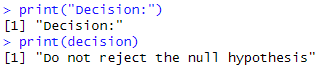 > print("Decision:")
[1] "Decision:"
> print(decision)
[1] "Do not reject the null hypothesis"